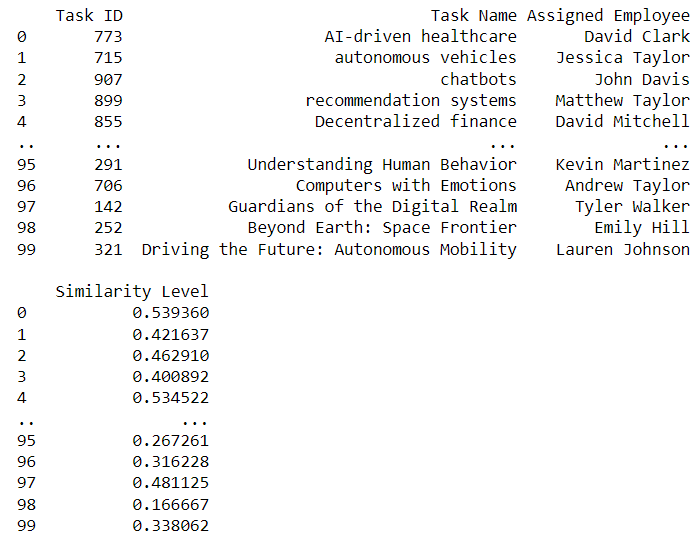 Task ID Task Name Assigned Employee
0 773 AI-driven healthcare David Clark
1 715 autonomous vehicles Jessica Taylor
2 907 chatbots John Davis
3 899 recommendation systems Matthew Taylor
4 855 Decentralized finance David Mitchell
.. ... ... ...
95 291 Understanding Human Behavior Kevin Martinez
96 706 Computers with Emotions Andrew Taylor
97 142 Guardians of the Digital Realm Tyler Walker
98 252 Beyond Earth: Space Frontier Emily Hill
99 321 Driving the Future: Autonomous Mobility Lauren Johnson
Similarity Level
0 0.539360
1 0.421637
2 0.462910
3 0.400892
4 0.534522
.. ...
95 0.267261
96 0.316228
97 0.481125
98 0.166667
99 0.338062